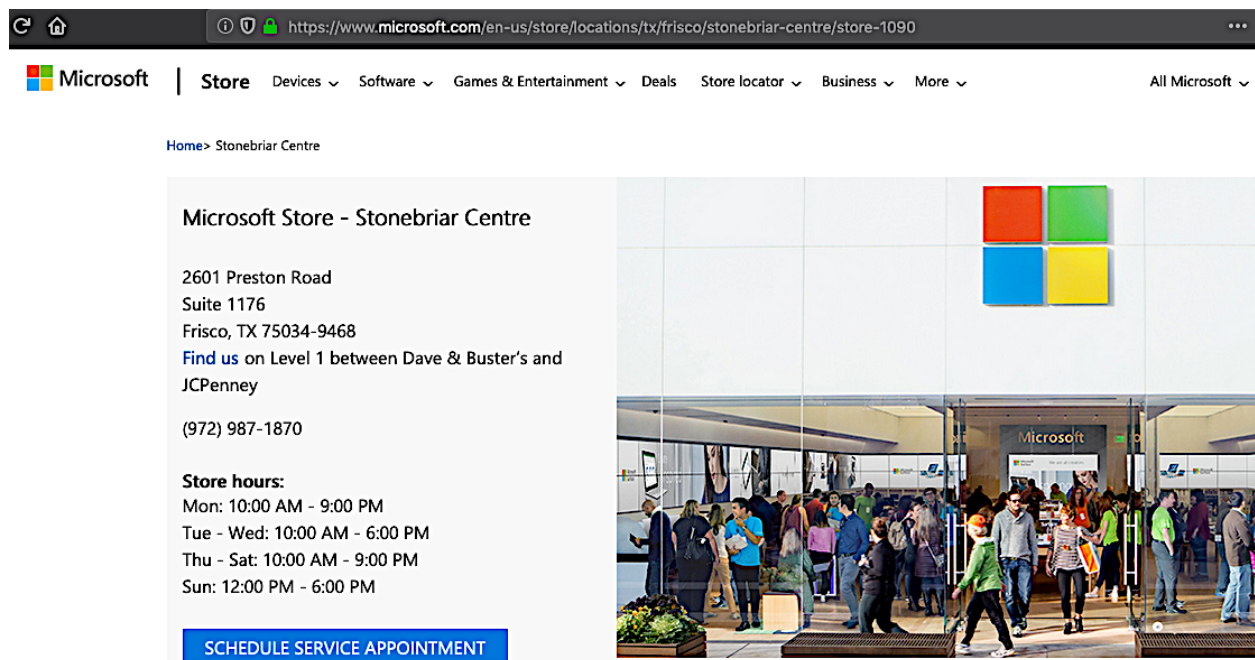 https://www.microsoft.com/en-us/store/locations/tx/frisco/stonebriar-centre/store-1090
Microsoft | Store Devices Software Games & Entertainment Deals Store locator Business More All Microsoft
Home> Stonebriar Centre
Microsoft Store - Stonebriar Centre
2601 Preston Road
Suite 1176
Frisco, TX 75034-9468
Find us on Level 1 between Dave & Buster's and
JCPenney
(972) 987-1870
Store hours:
Mon: 10:00 AM - 9:00 PM
Tue - Wed: 10:00 AM - 6:00 PM
Thu - Sat: 10:00 AM - 9:00 PM
Sun: 12:00 PM - 6:00 PM
SCHEDULE SERVICE APPOINTMENT
Microsoft